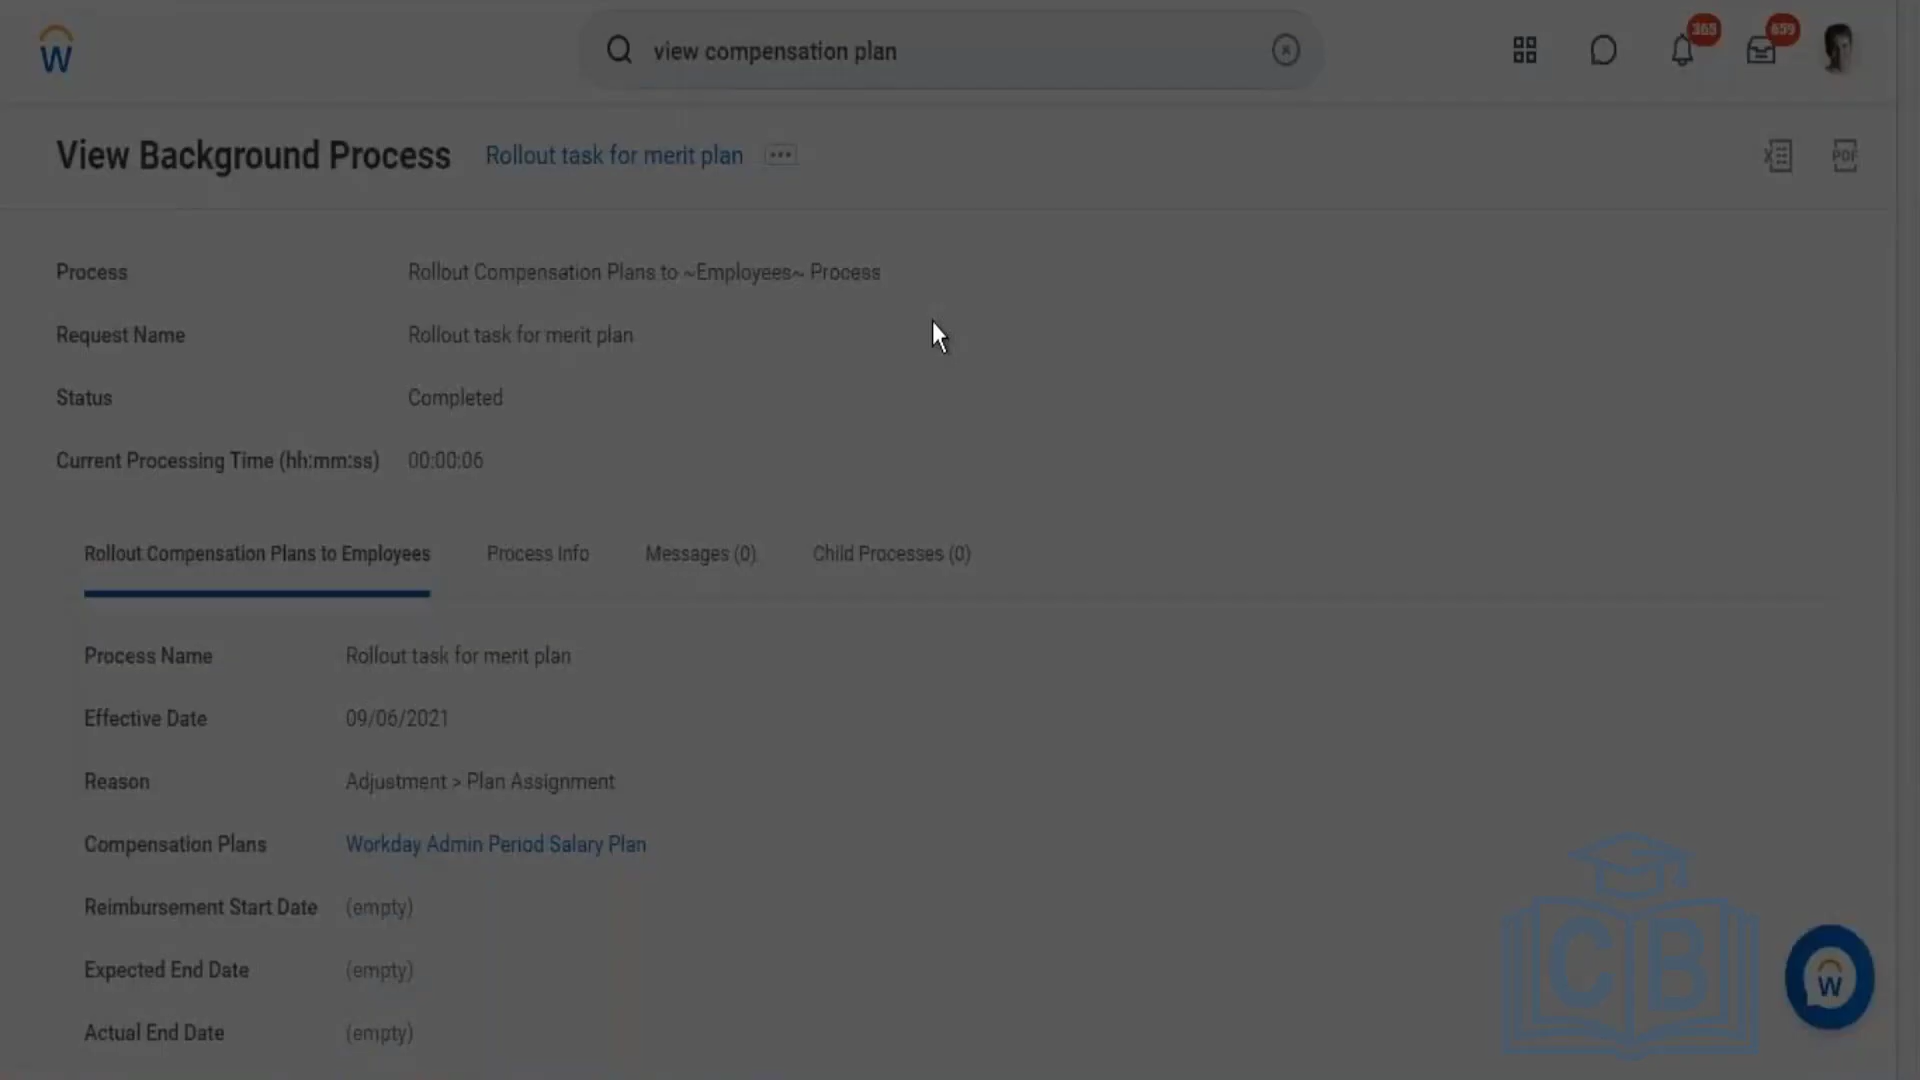 W
view compensation plan
365
659
View Background Process
Rollout task for merit plan
PDF
Process
Rollout Compensation Plans to ~Employees~ Process
Request Name
Rollout task for merit plan
Status
Completed
Current Processing Time (hh:mm:ss)
00:00:06
Rollout Compensation Plans to Employees
Process Info
Messages (0)
Child Processes (0)
Process Name
Rollout task for merit plan
Effective Date
09/06/2021
Reason
Adjustment > Plan Assignment
Compensation Plans
Workday Admin Period Salary Plan
Reimbursement Start Date
(empty)
Expected End Date
(empty)
Actual End Date
(empty)
CB
W